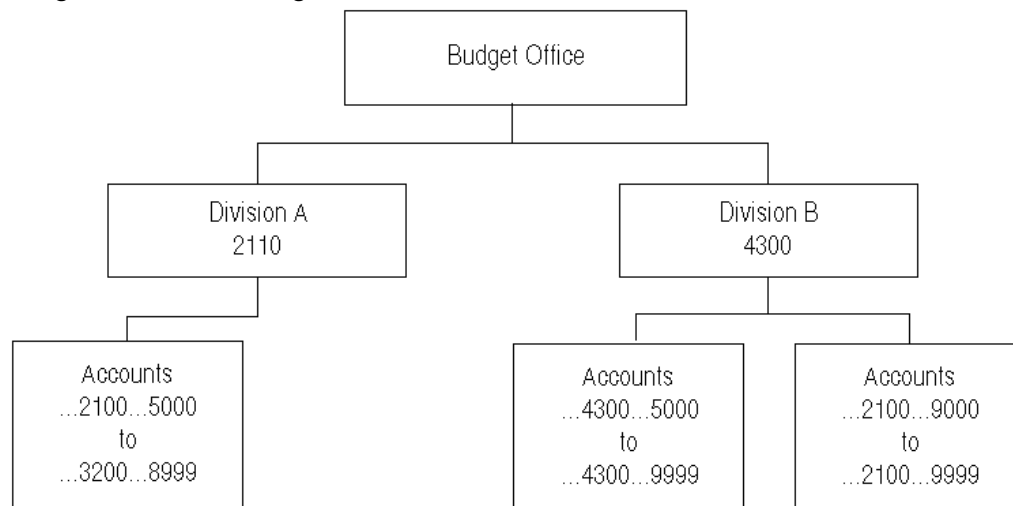 Budget Office
Division A
2110
Division B
4300
Accounts
...2100...5000
to
...3200...8999
Accounts
...4300...5000
to
...4300...9999
Accounts
...2100...9000
to
...2100...9999